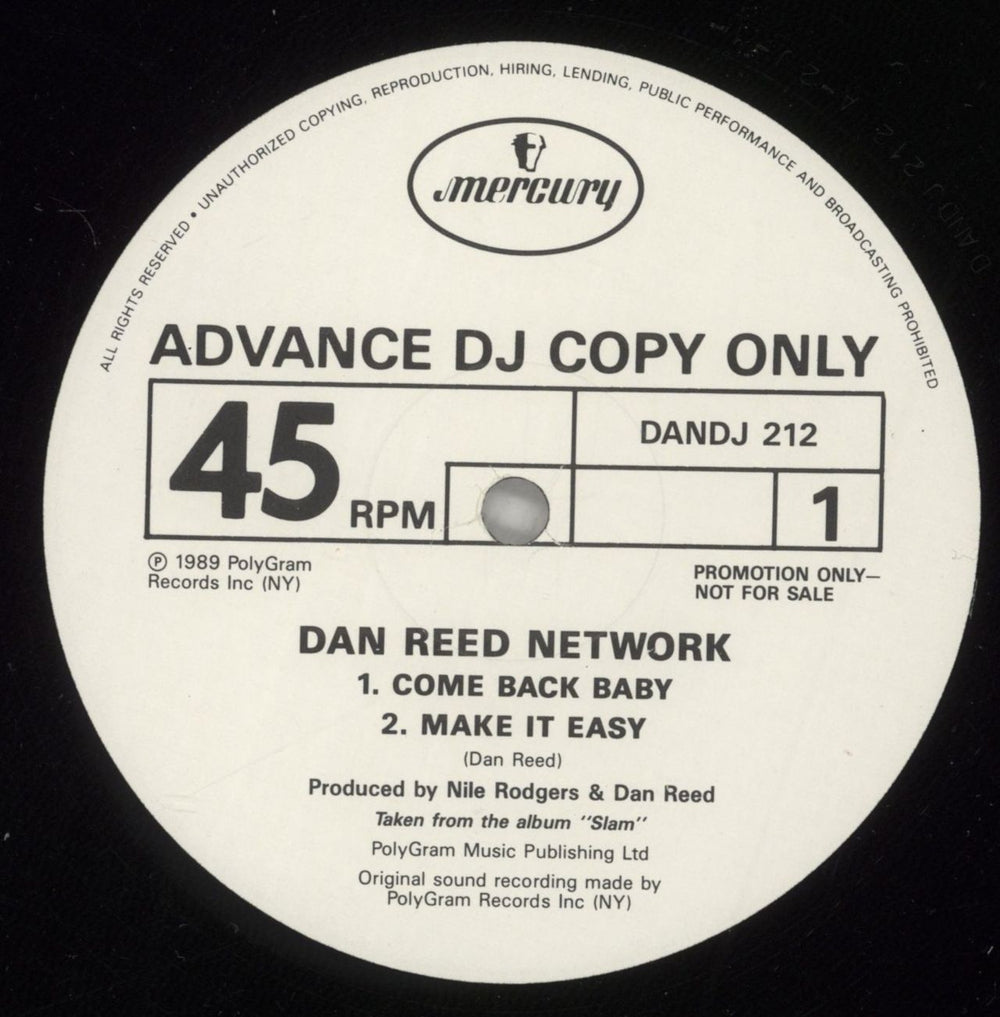 ALL RIGHTS RESERVED • UNAUTHORIZED COPYING, REPRODUCTION, HIRING, LENDING, PUBLIC PERFORMANCE AND BROADCASTING PROHIBITED
mercury
ADVANCE DJ COPY ONLY
45 RPM
DANDJ 212
1
℗ 1989 PolyGram
Records Inc (NY)
PROMOTION ONLY—
NOT FOR SALE
DAN REED NETWORK
1. COME BACK BABY
2. MAKE IT EASY
(Dan Reed)
Produced by Nile Rodgers & Dan Reed
Taken from the album "Slam"
PolyGram Music Publishing Ltd
Original sound recording made by
PolyGram Records Inc (NY)